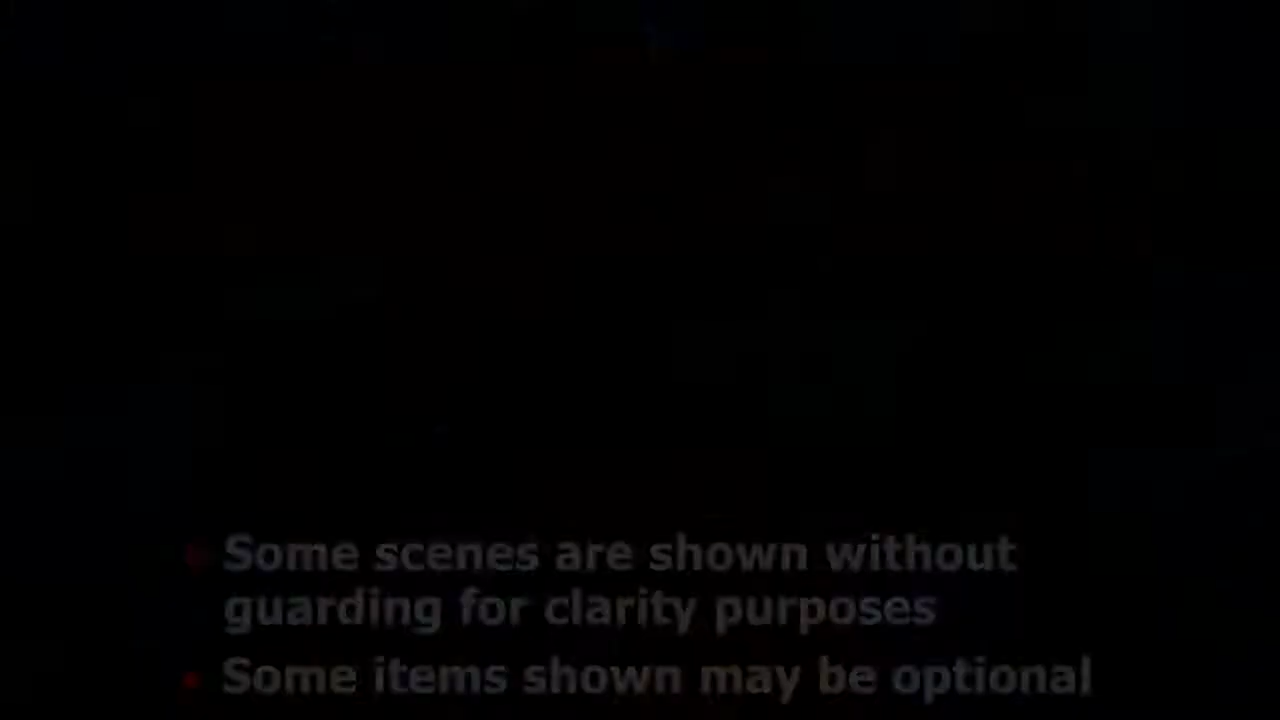 • Some scenes are shown without
guarding for clarity purposes
• Some items shown may be optional